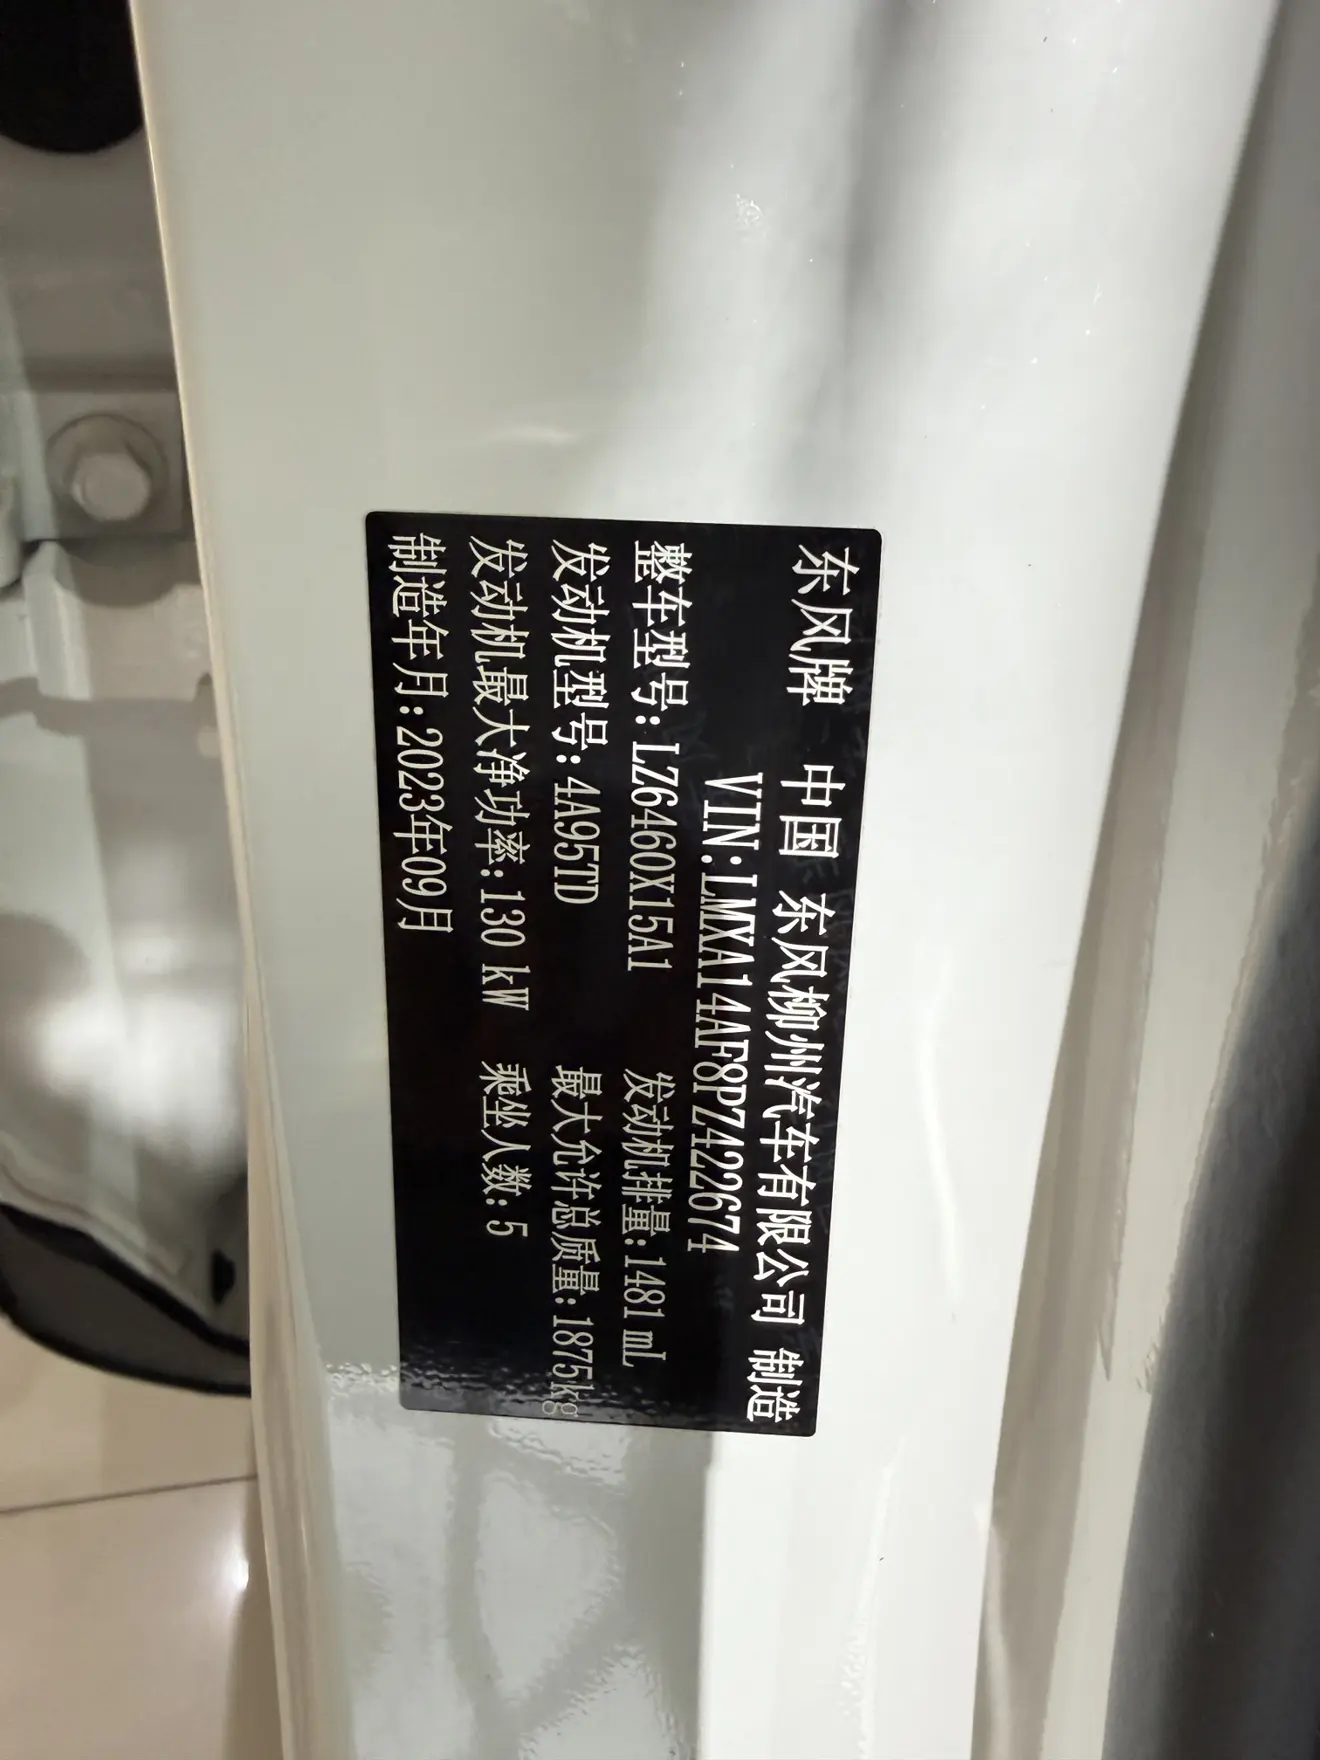 东风牌 中国 东风柳州汽车有限公司 制造
VIN:LMXA14AF8PZ422674
整车型号:LZ6460X15A1 发动机排量:1481 mL
发动机型号:4A95TD 最大允许总质量:1875kg
发动机最大净功率:130 kW 乘坐人数:5
制造年月:2023年09月